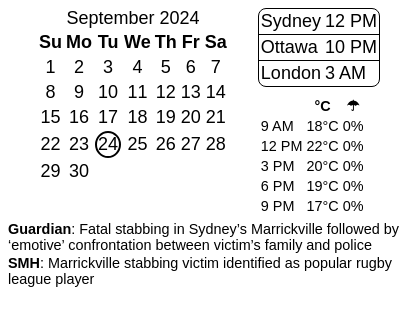 September 2024
Su Mo Tu We Th Fr Sa
1 2 3 4 5 6 7
8 9 10 11 12 13 14
15 16 17 18 19 20 21
22 23 24 25 26 27 28
29 30
Sydney 12 PM
Ottawa 10 PM
London 3 AM
°C ☂
9 AM 18°C 0%
12 PM 22°C 0%
3 PM 20°C 0%
6 PM 19°C 0%
9 PM 17°C 0%
Guardian: Fatal stabbing in Sydney’s Marrickville followed by
‘emotive’ confrontation between victim’s family and police
SMH: Marrickville stabbing victim identified as popular rugby
league player